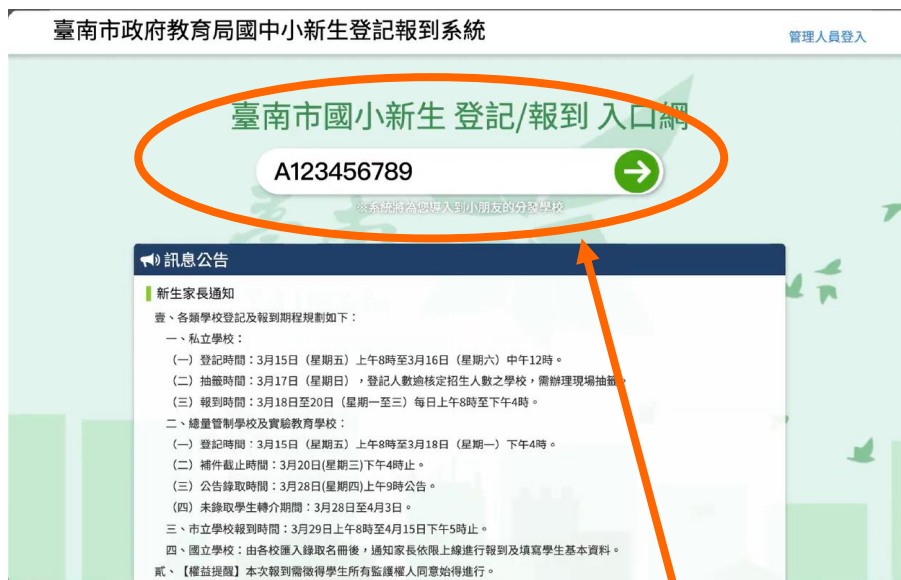 臺南市政府教育局國中小新生登記報到系統
管理人員登入
臺南市國小新生 登記/報到 入口網
A123456789
※系統將為您導入到小朋友的分發學校
訊息公告
新生家長通知
壹、各類學校登記及報到期程規劃如下：
一、私立學校：
（一）登記時間：3月15日（星期五）上午8時至3月16日（星期六）中午12時。
（二）抽籤時間：3月17日（星期日），登記人數逾核定招生人數之學校，需辦理現場抽籤。
（三）報到時間：3月18日至20日（星期一至三）每日上午8時至下午4時。
二、總量管制學校及實驗教育學校：
（一）登記時間：3月15日（星期五）上午8時至3月18日（星期一）下午4時。
（二）補件截止時間：3月20日(星期三)下午4時止。
（三）公告錄取時間：3月28日(星期四)上午9時公告。
（四）未錄取學生轉介期間：3月28日至4月3日。
三、市立學校報到時間：3月29日上午8時至4月15日下午5時止。
四、國立學校：由各校匯入錄取名冊後，通知家長依限上線進行報到及填寫學生基本資料。
貳、【權益提醒】本次報到需徵得學生所有監護權人同意始得進行。